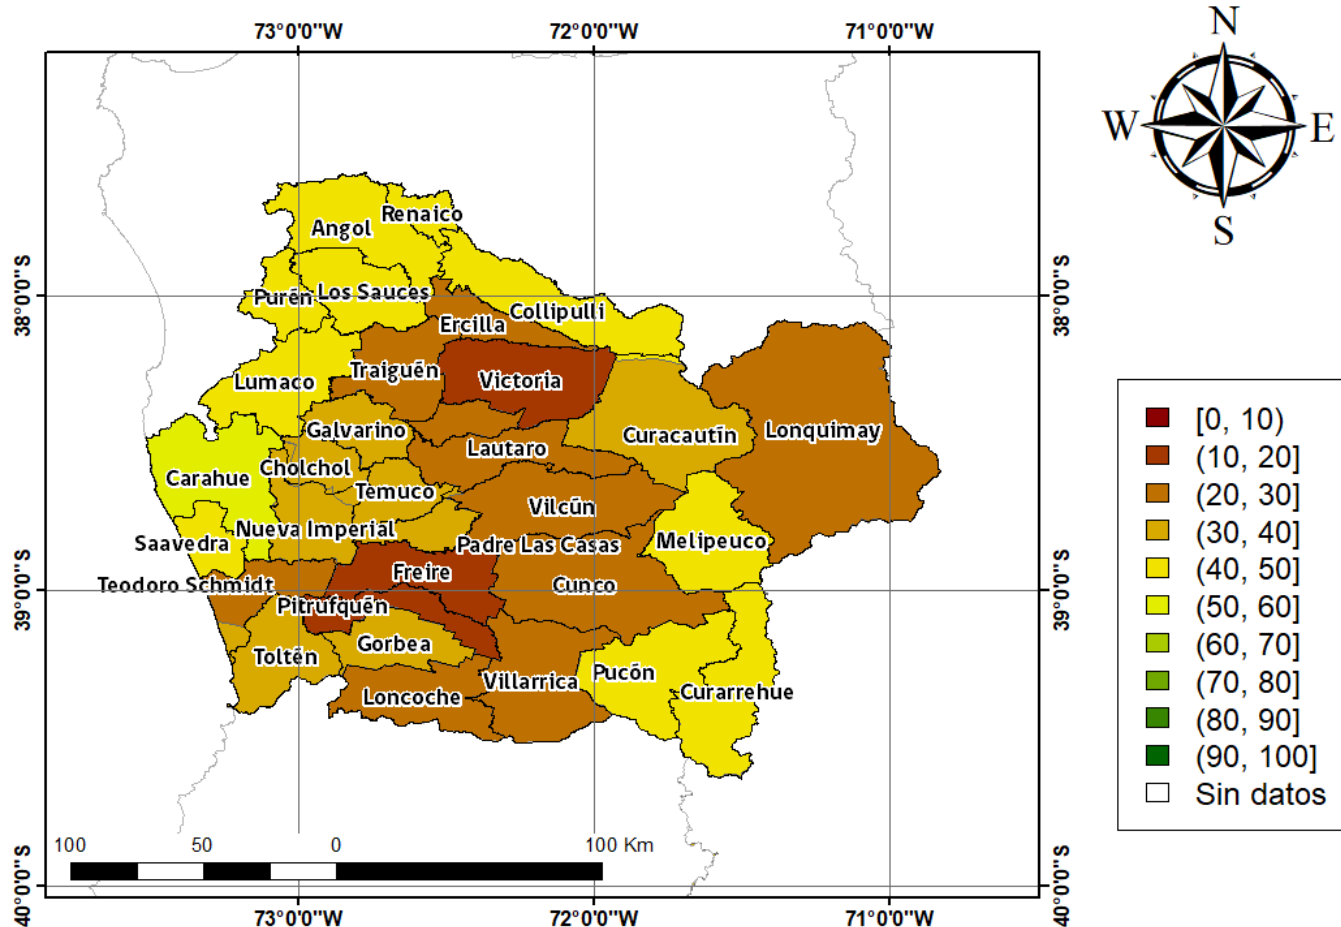 73°0'0"W 72°0'0"W 71°0'0"W
N
W E
S
38°0'0"S 38°0'0"S
39°0'0"S 39°0'0"S
40°0'0"S 40°0'0"S
Renaico
Angol
Purén Los Sauces
Collipulli
Ercilla
Traiguén
Victoria
Lumaco
Galvarino
Curacautín
Lonquimay
Lautaro
Cholchol
Carahue
Temuco
Vilcún
Nueva Imperial
Saavedra
Padre Las Casas
Melipeuco
Freire
Teodoro Schmidt
Cunco
Pitrufquén
Gorbea
Toltén
Pucón
Villarrica
Curarrehue
Loncoche
[0, 10)
(10, 20]
(20, 30]
(30, 40]
(40, 50]
(50, 60]
(60, 70]
(70, 80]
(80, 90]
(90, 100]
Sin datos
100 50 0 100 Km
73°0'0"W 72°0'0"W 71°0'0"W